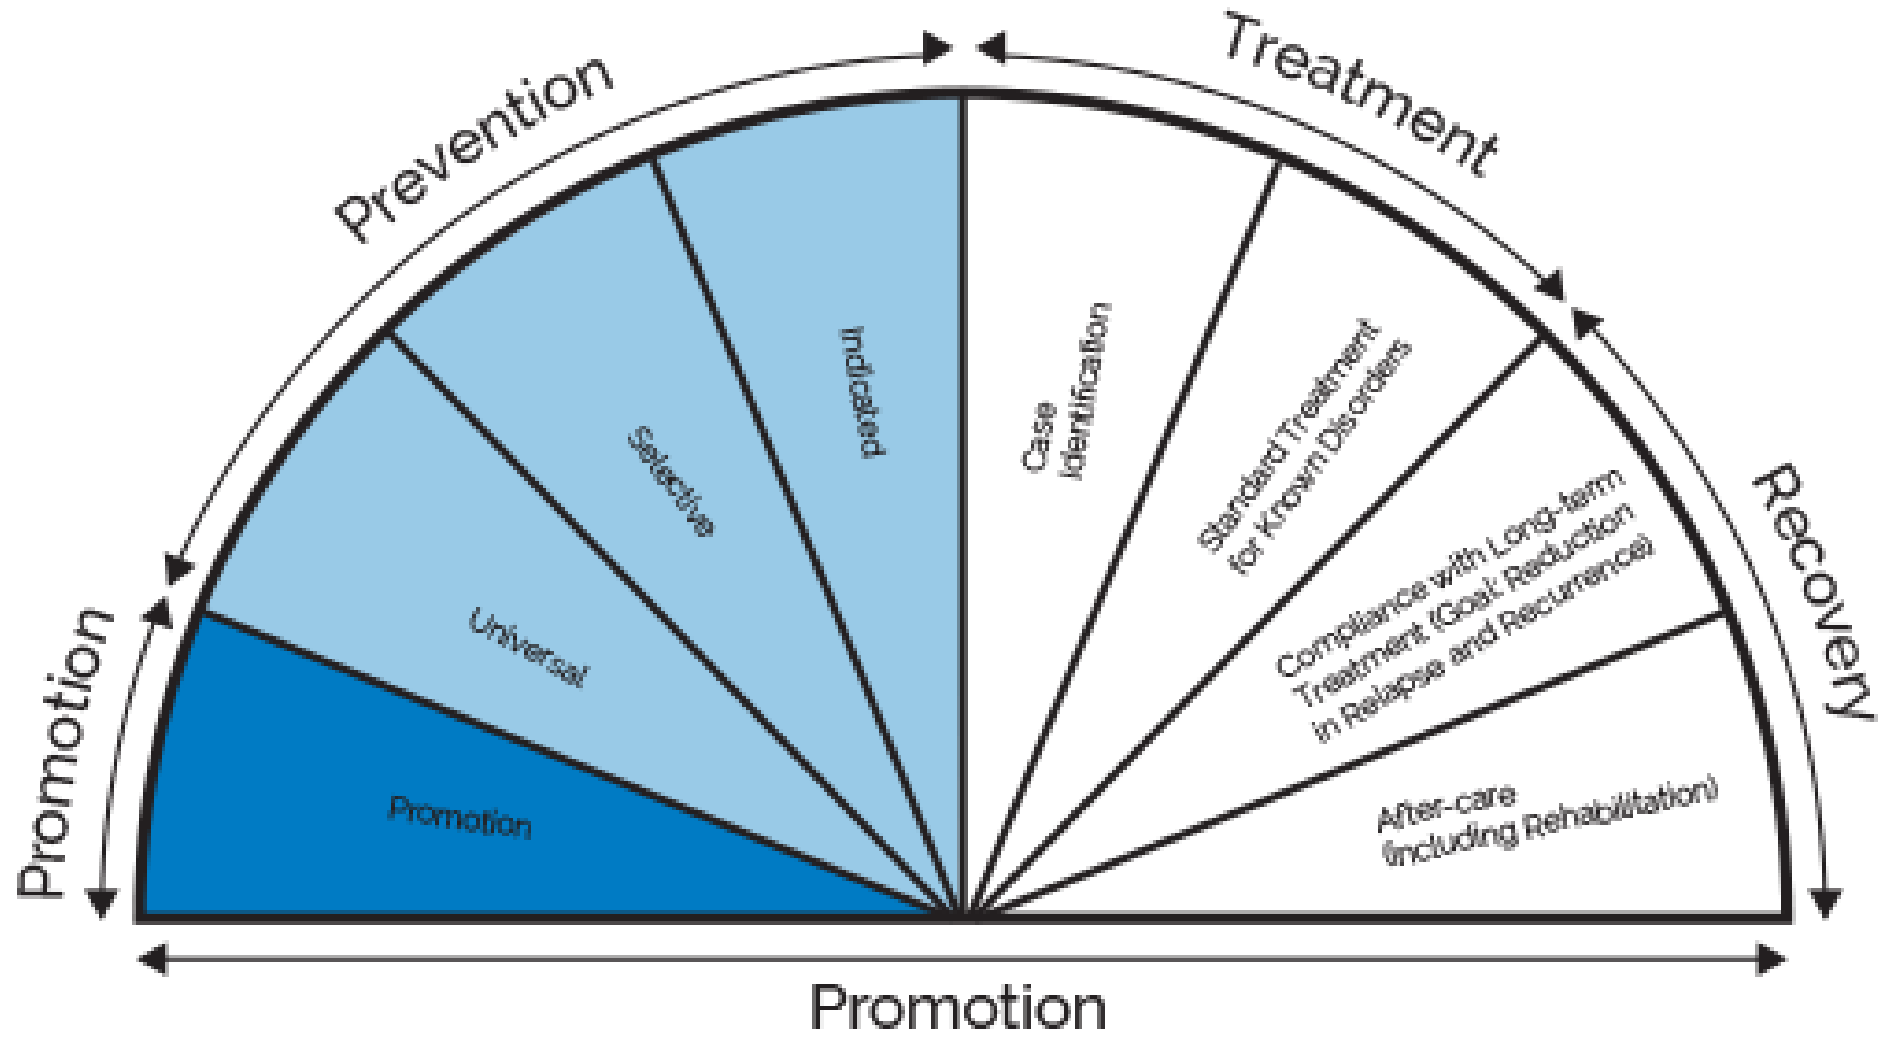 Promotion
Prevention
Treatment
Recovery
Promotion
Universal
Selective
Indicated
Case
Identification
Standard Treatment
for Known Disorders
Compliance with Long-term
Treatment (Goal: Reduction
in Relapse and Recurrence)
After-care
(Including Rehabilitation)
Promotion